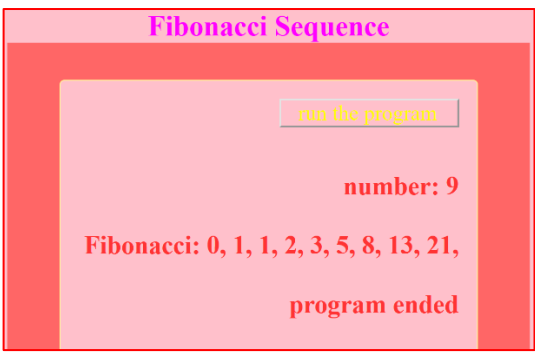 Fibonacci Sequence
run the program
number: 9
Fibonacci: 0, 1, 1, 2, 3, 5, 8, 13, 21,
program ended